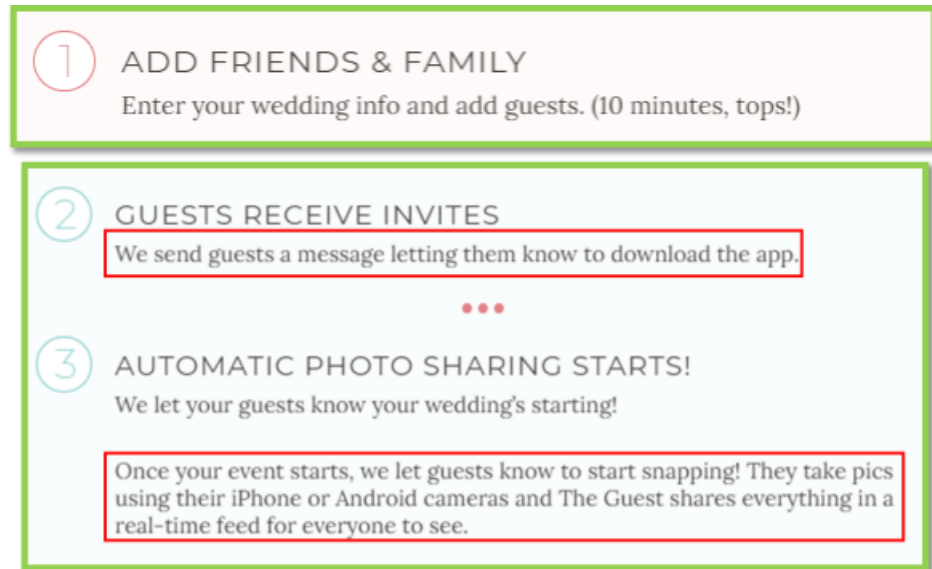 1
ADD FRIENDS & FAMILY
Enter your wedding info and add guests. (10 minutes, tops!)
2
GUESTS RECEIVE INVITES
We send guests a message letting them know to download the app.
3
AUTOMATIC PHOTO SHARING STARTS!
We let your guests know your wedding's starting!
Once your event starts, we let guests know to start snapping! They take pics
using their iPhone or Android cameras and The Guest shares everything in a
real-time feed for everyone to see.